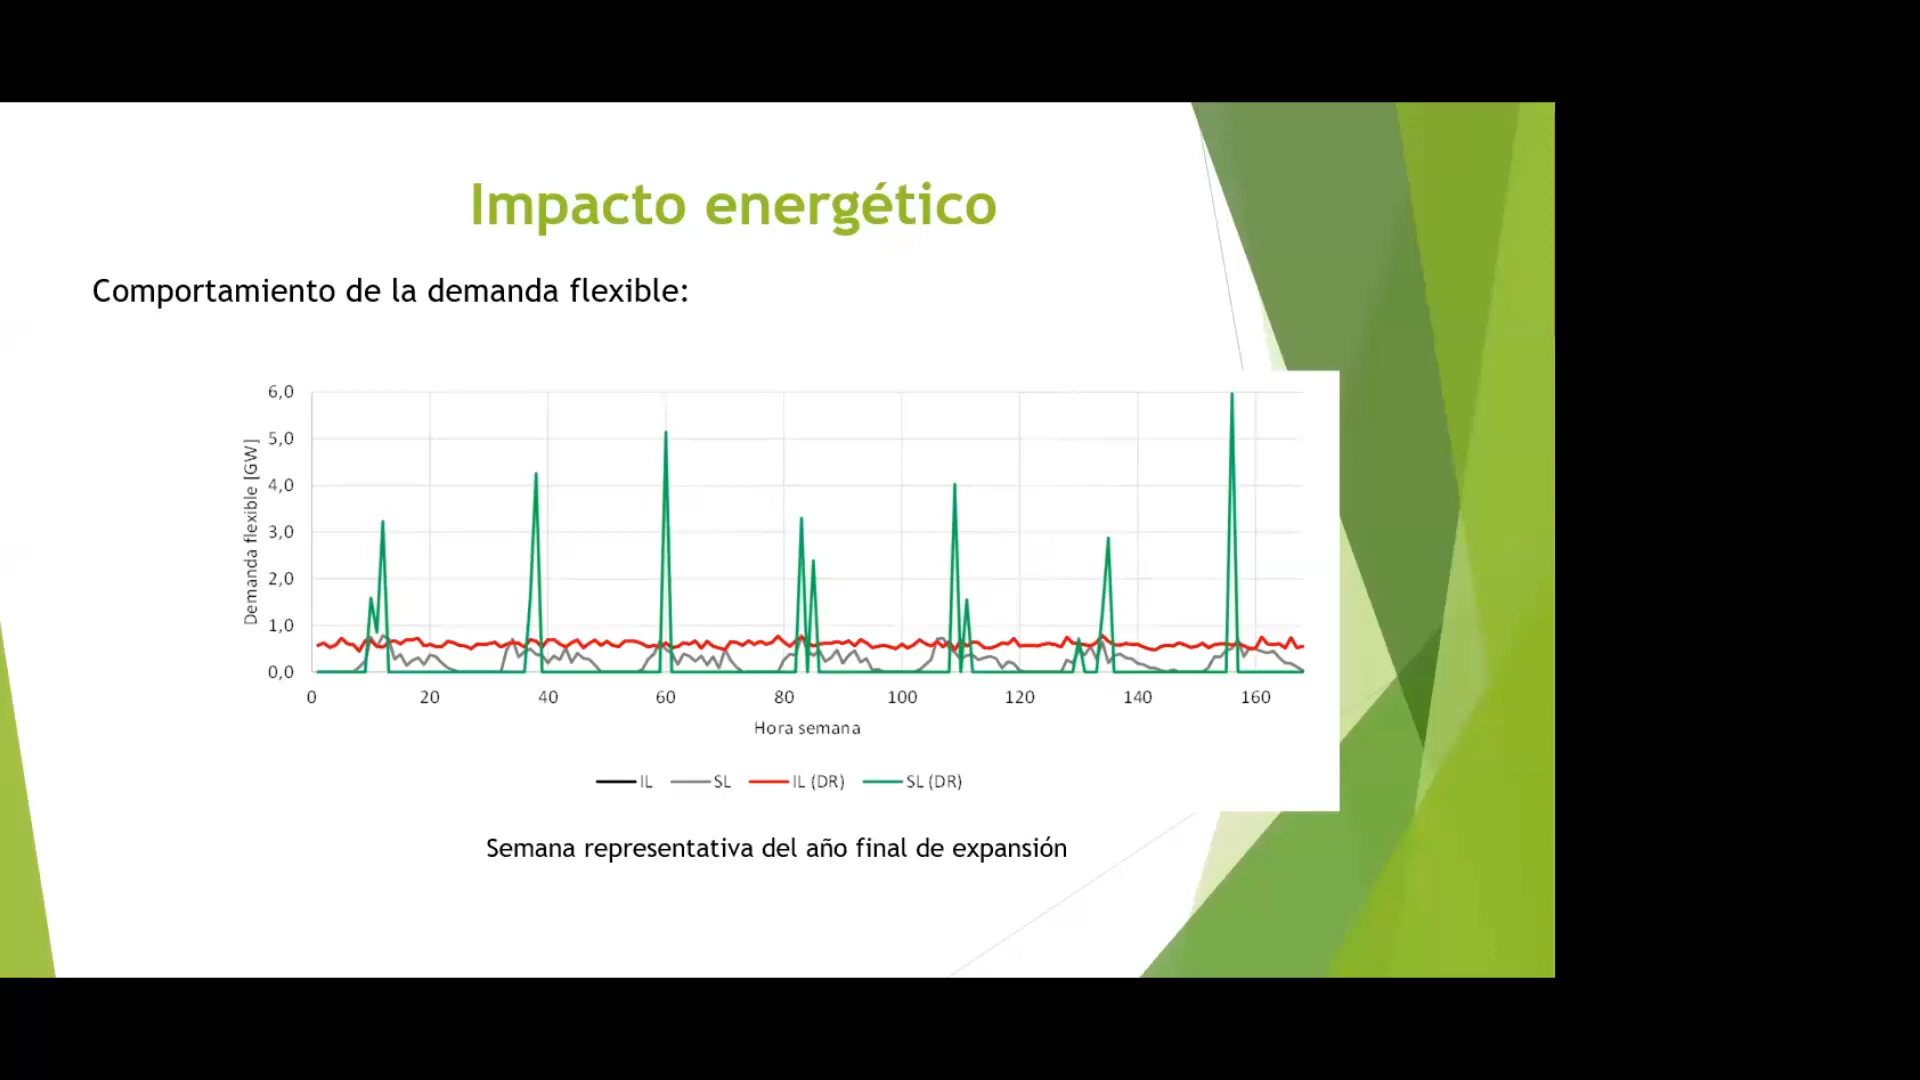 Impacto energético
Comportamiento de la demanda flexible:
Demanda flexible [GW]
6,0
5,0
4,0
3,0
2,0
1,0
0,0
0 20 40 60 80 100 120 140 160
Hora semana
IL SL IL (DR) SL (DR)
Semana representativa del año final de expansión